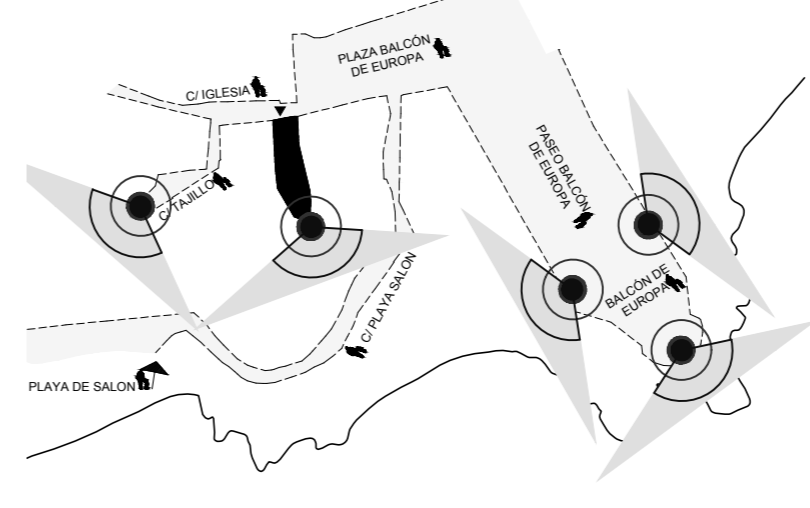 PLAZA BALCÓN
DE EUROPA
C/ IGLESIA
PASEO BALCÓN
DE EUROPA
C/ TAJILLO
BALCÓN DE
EUROPA
C/ PLAYA SALON
PLAYA DE SALON